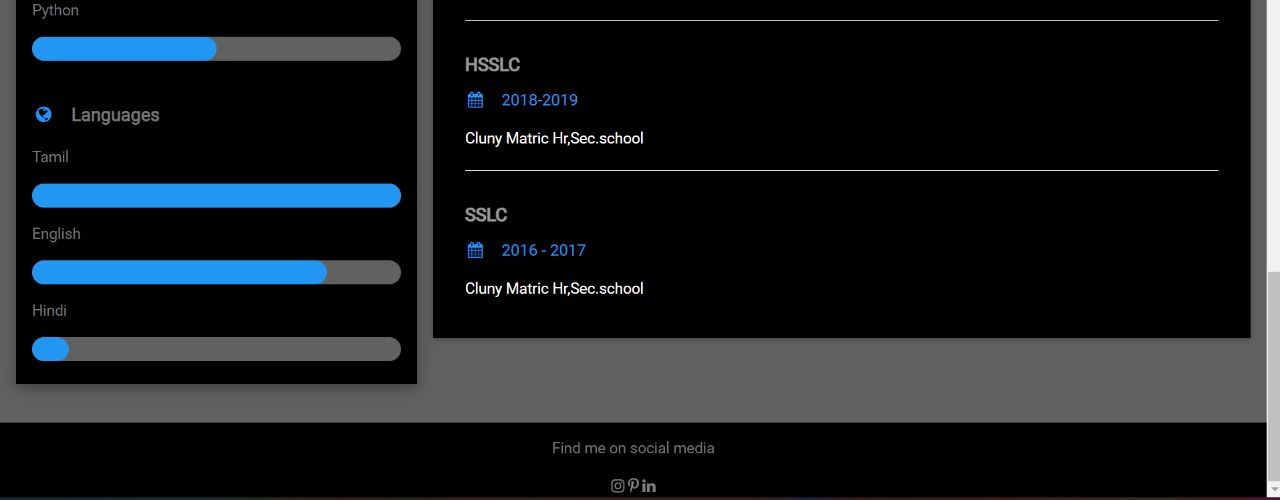 Python
Languages
Tamil
English
Hindi
HSSLC
2018-2019
Cluny Matric Hr,Sec.school
SSLC
2016 - 2017
Cluny Matric Hr,Sec.school
Find me on social media